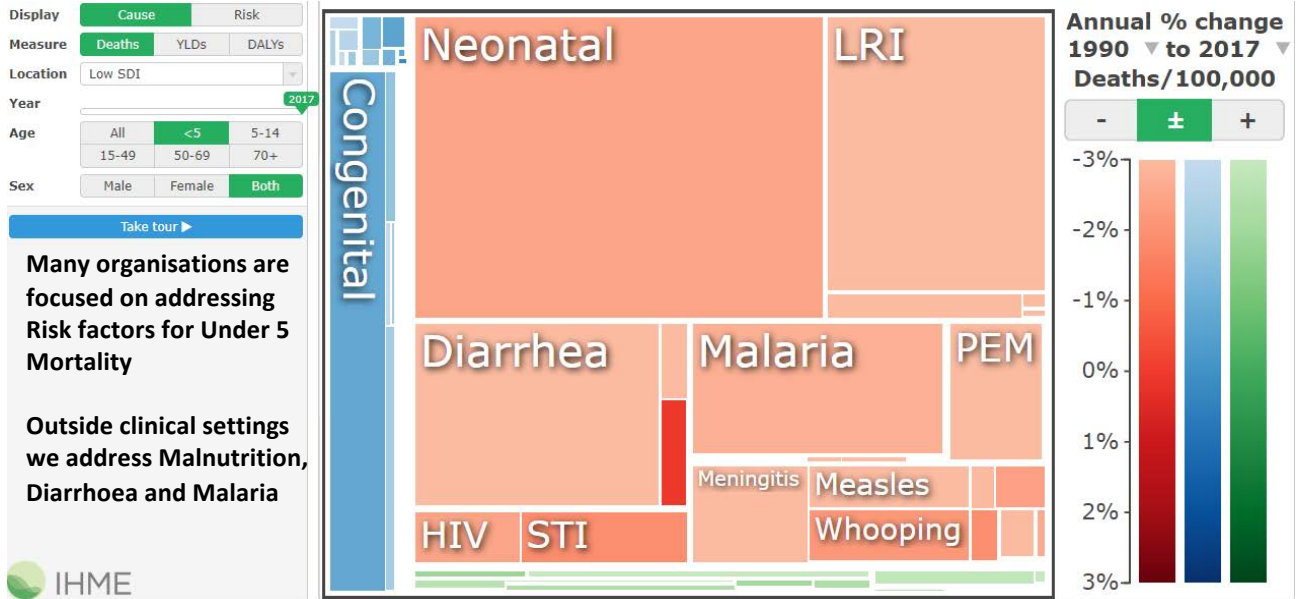 Display Cause Risk
Measure Deaths YLDs DALYs
Location Low SDI
Year
2017
Age All <5 5-14
15-49 50-69 70+
Sex Male Female Both
Take tour ▶
Many organisations are
focused on addressing
Risk factors for Under 5
Mortality
Outside clinical settings
we address Malnutrition,
Diarrhoea and Malaria
IHME
Congenital
Neonatal
LRI
Diarrhea
Malaria
PEM
Meningitis
Measles
HIV
STI
Whooping
Annual % change
1990 ▼ to 2017 ▼
Deaths/100,000
- ± +
-3%
-2%
-1%
0%
1%
2%
3%